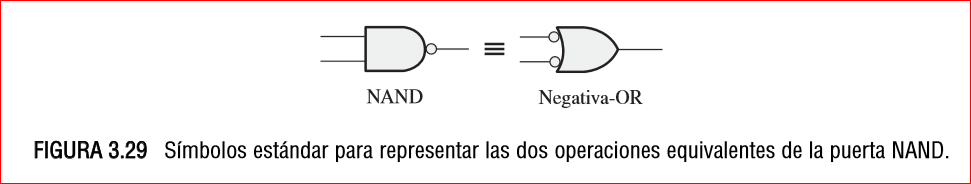 NAND
Negativa-OR
FIGURA 3.29 Símbolos estándar para representar las dos operaciones equivalentes de la puerta NAND.